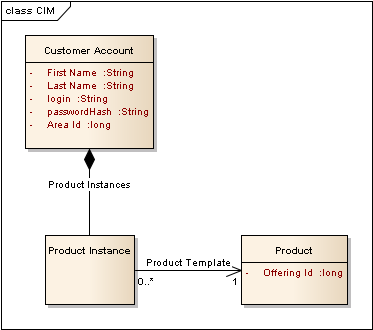 class CIM
Customer Account
- First Name :String
- Last Name :String
- login :String
- passwordHash :String
- Area Id :long
Product Instances
Product Instance
Product Template
0..*
1
Product
- Offering Id :long